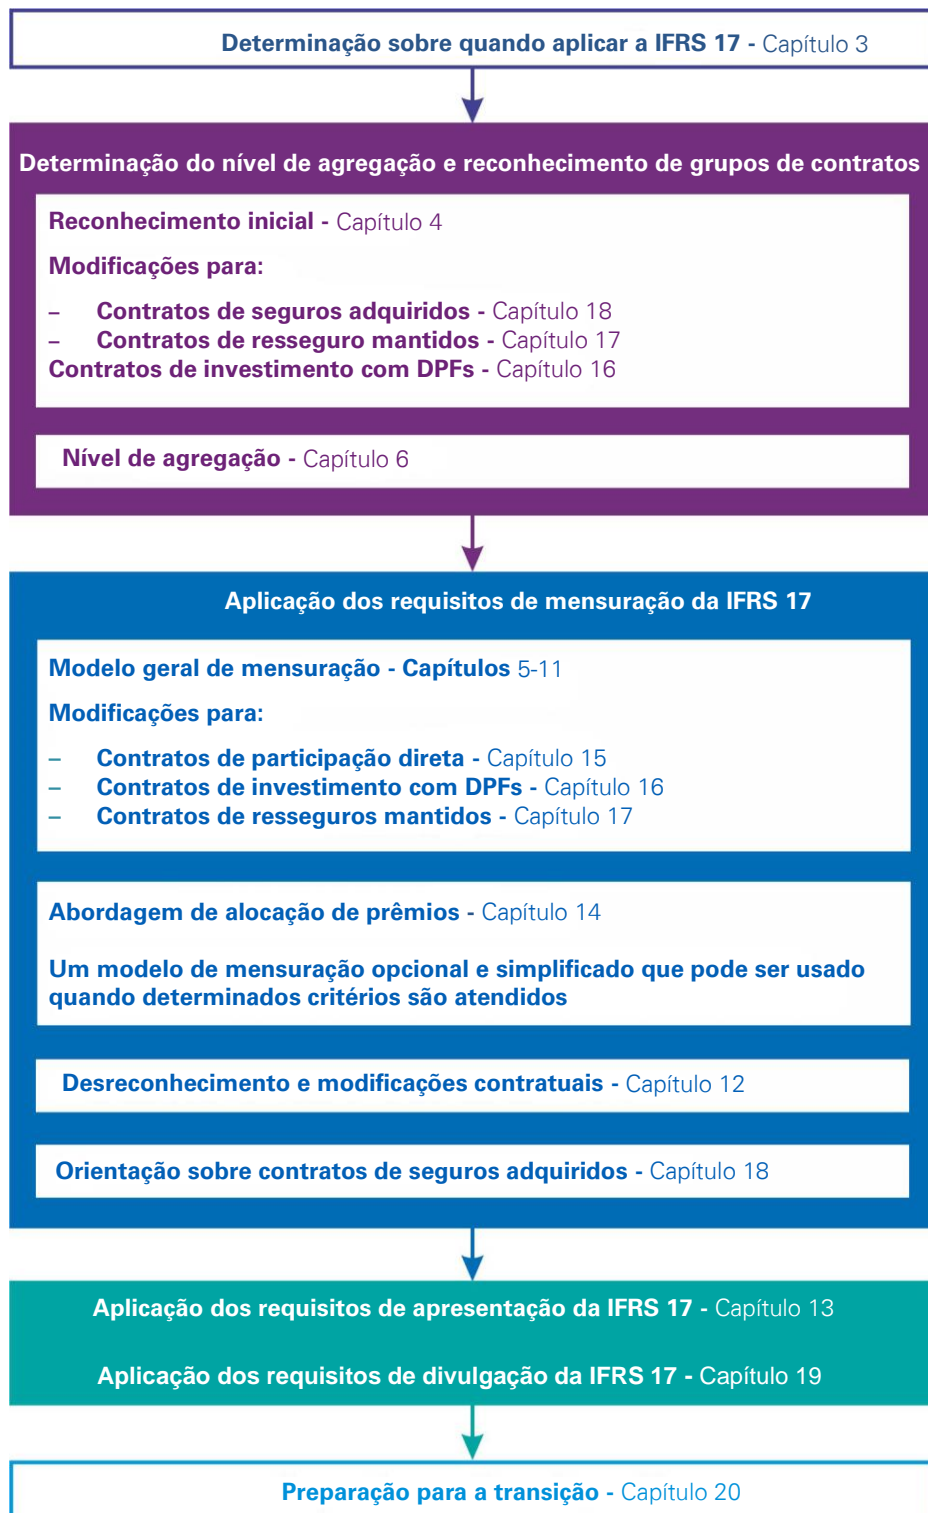 Determinação sobre quando aplicar a IFRS 17 - Capítulo 3
Determinação do nível de agregação e reconhecimento de grupos de contratos
Reconhecimento inicial - Capítulo 4
Modificações para:
– Contratos de seguros adquiridos - Capítulo 18
– Contratos de resseguro mantidos - Capítulo 17
Contratos de investimento com DPFs - Capítulo 16
Nível de agregação - Capítulo 6
Aplicação dos requisitos de mensuração da IFRS 17
Modelo geral de mensuração - Capítulos 5-11
Modificações para:
– Contratos de participação direta - Capítulo 15
– Contratos de investimento com DPFs - Capítulo 16
– Contratos de resseguros mantidos - Capítulo 17
Abordagem de alocação de prêmios - Capítulo 14
Um modelo de mensuração opcional e simplificado que pode ser usado
quando determinados critérios são atendidos
Desreconhecimento e modificações contratuais - Capítulo 12
Orientação sobre contratos de seguros adquiridos - Capítulo 18
Aplicação dos requisitos de apresentação da IFRS 17 - Capítulo 13
Aplicação dos requisitos de divulgação da IFRS 17 - Capítulo 19
Preparação para a transição - Capítulo 20